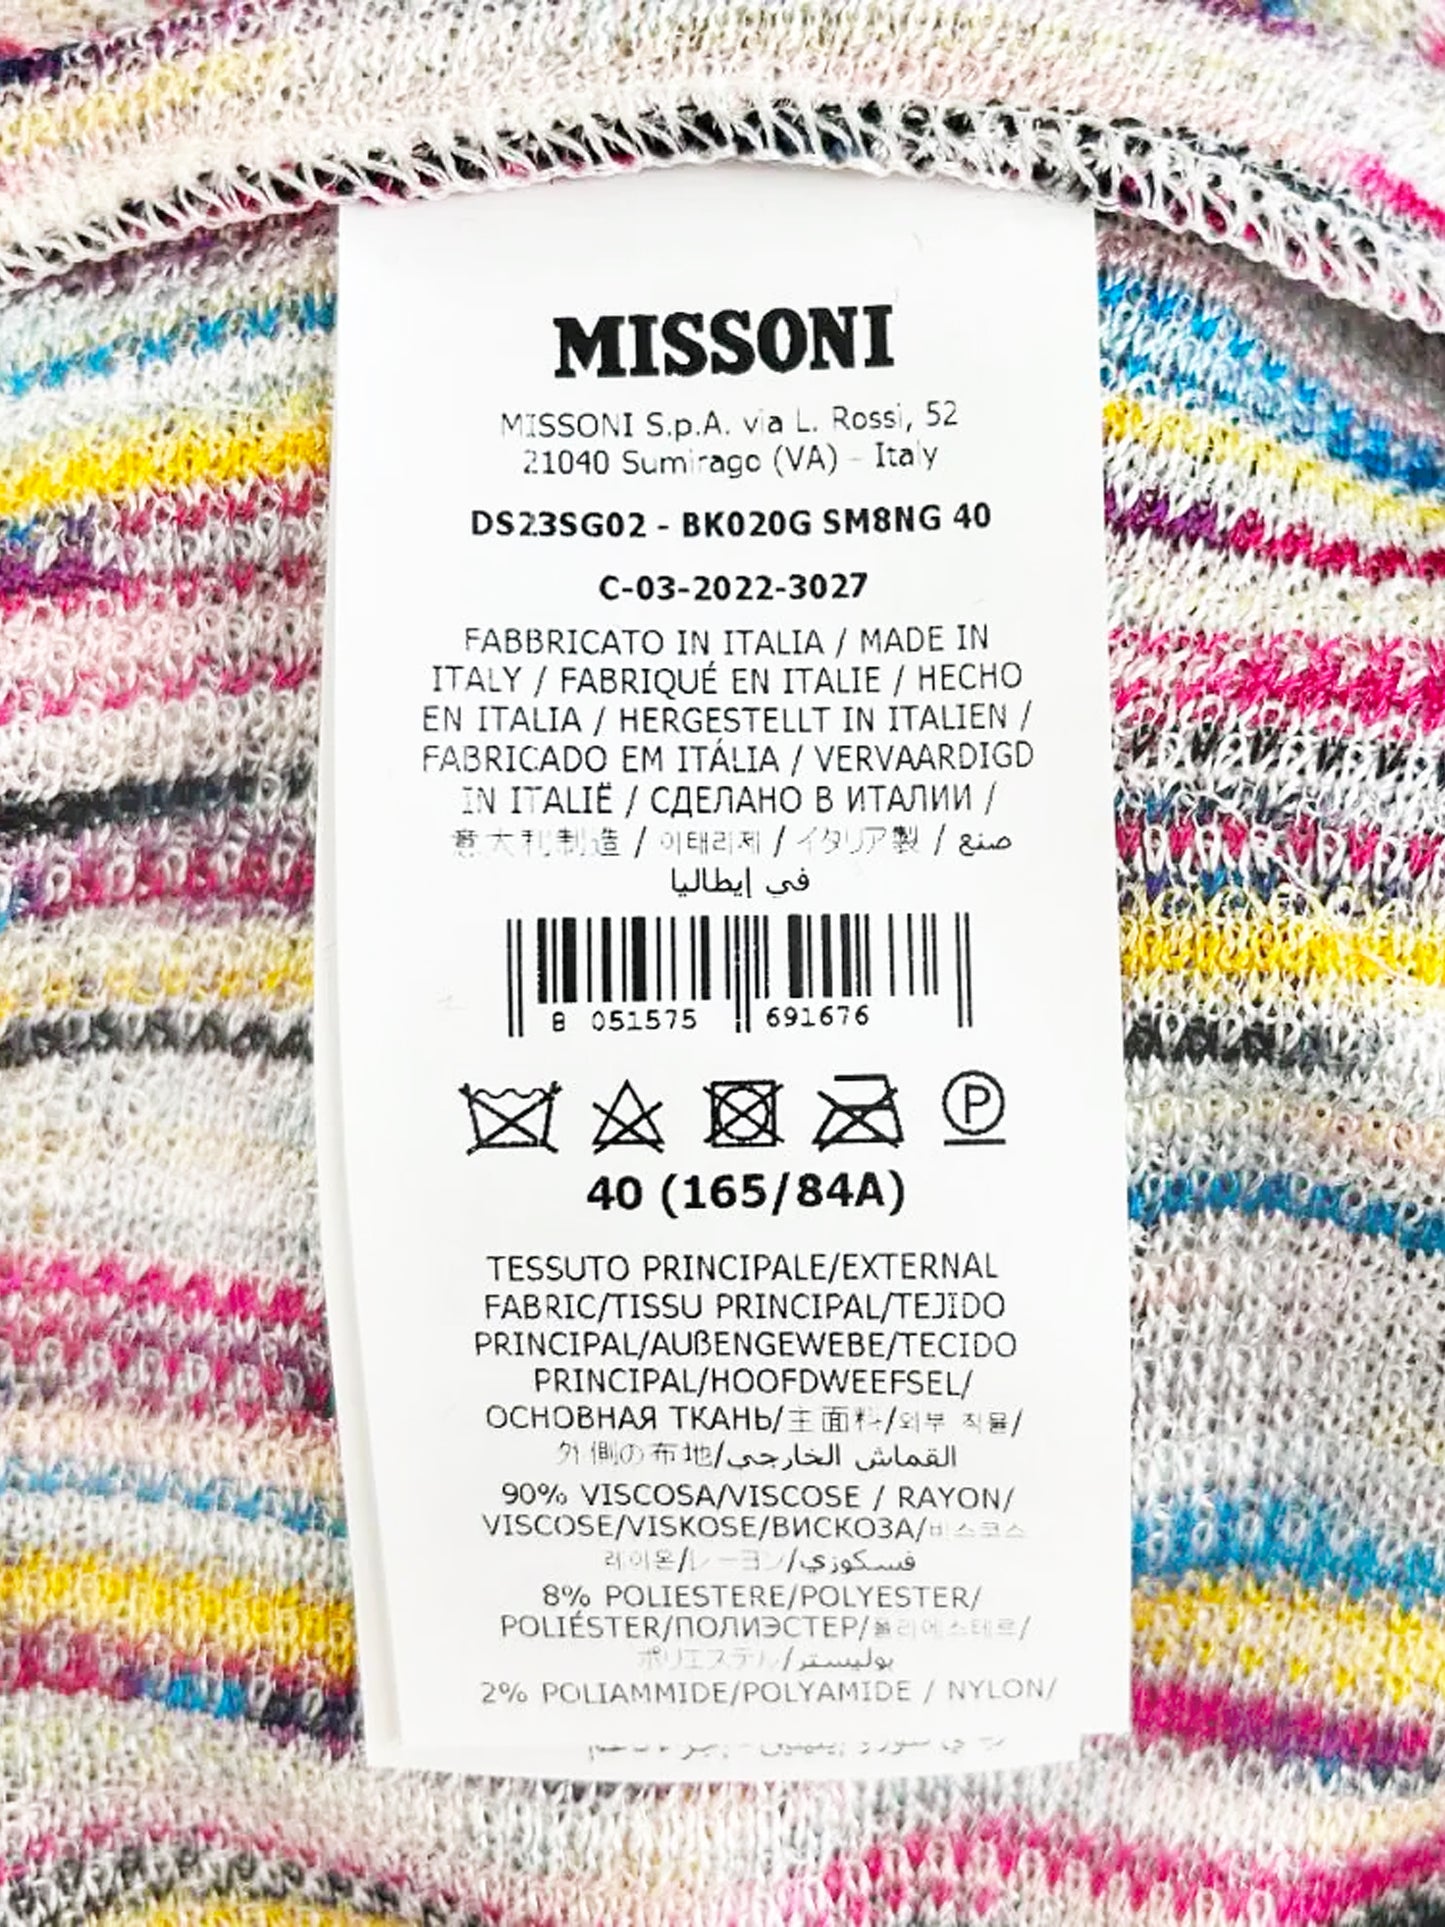 MISSONI
MISSONI S.p.A. via L. Rossi, 52
21040 Sumirago (VA) - Italy
DS23SG02 - BK020G SM8NG 40
C-03-2022-3027
FABBRICATO IN ITALIA / MADE IN
ITALY / FABRIQUÉ EN ITALIE / HECHO
EN ITALIA / HERGESTELLT IN ITALIEN /
FABRICADO EM ITÁLIA / VERVAARDIGD
IN ITALIË / СДЕЛАНО В ИТАЛИИ /
意大利制造 / 이태리제 / イタリア製 / صنع
في إيطاليا
8 051575 691676
P
40 (165/84A)
TESSUTO PRINCIPALE/EXTERNAL
FABRIC/TISSU PRINCIPAL/TEJIDO
PRINCIPAL/AUßENGEWEBE/TECIDO
PRINCIPAL/HOOFDWEEFSEL/
ОСНОВНАЯ ТКАНЬ/主面料/외부 직물/
外側の布地/القماش الخارجي
90% VISCOSA/VISCOSE / RAYON/
VISCOSE/VISKOSE/ВИСКОЗА/비스코스
레이온/レーヨン/فسكوزي
8% POLIESTERE/POLYESTER/
POLIÉSTER/ПОЛИЭСТЕР/폴리에스테르/
ポリエステル/بوليستر
2% POLIAMMIDE/POLYAMIDE / NYLON/